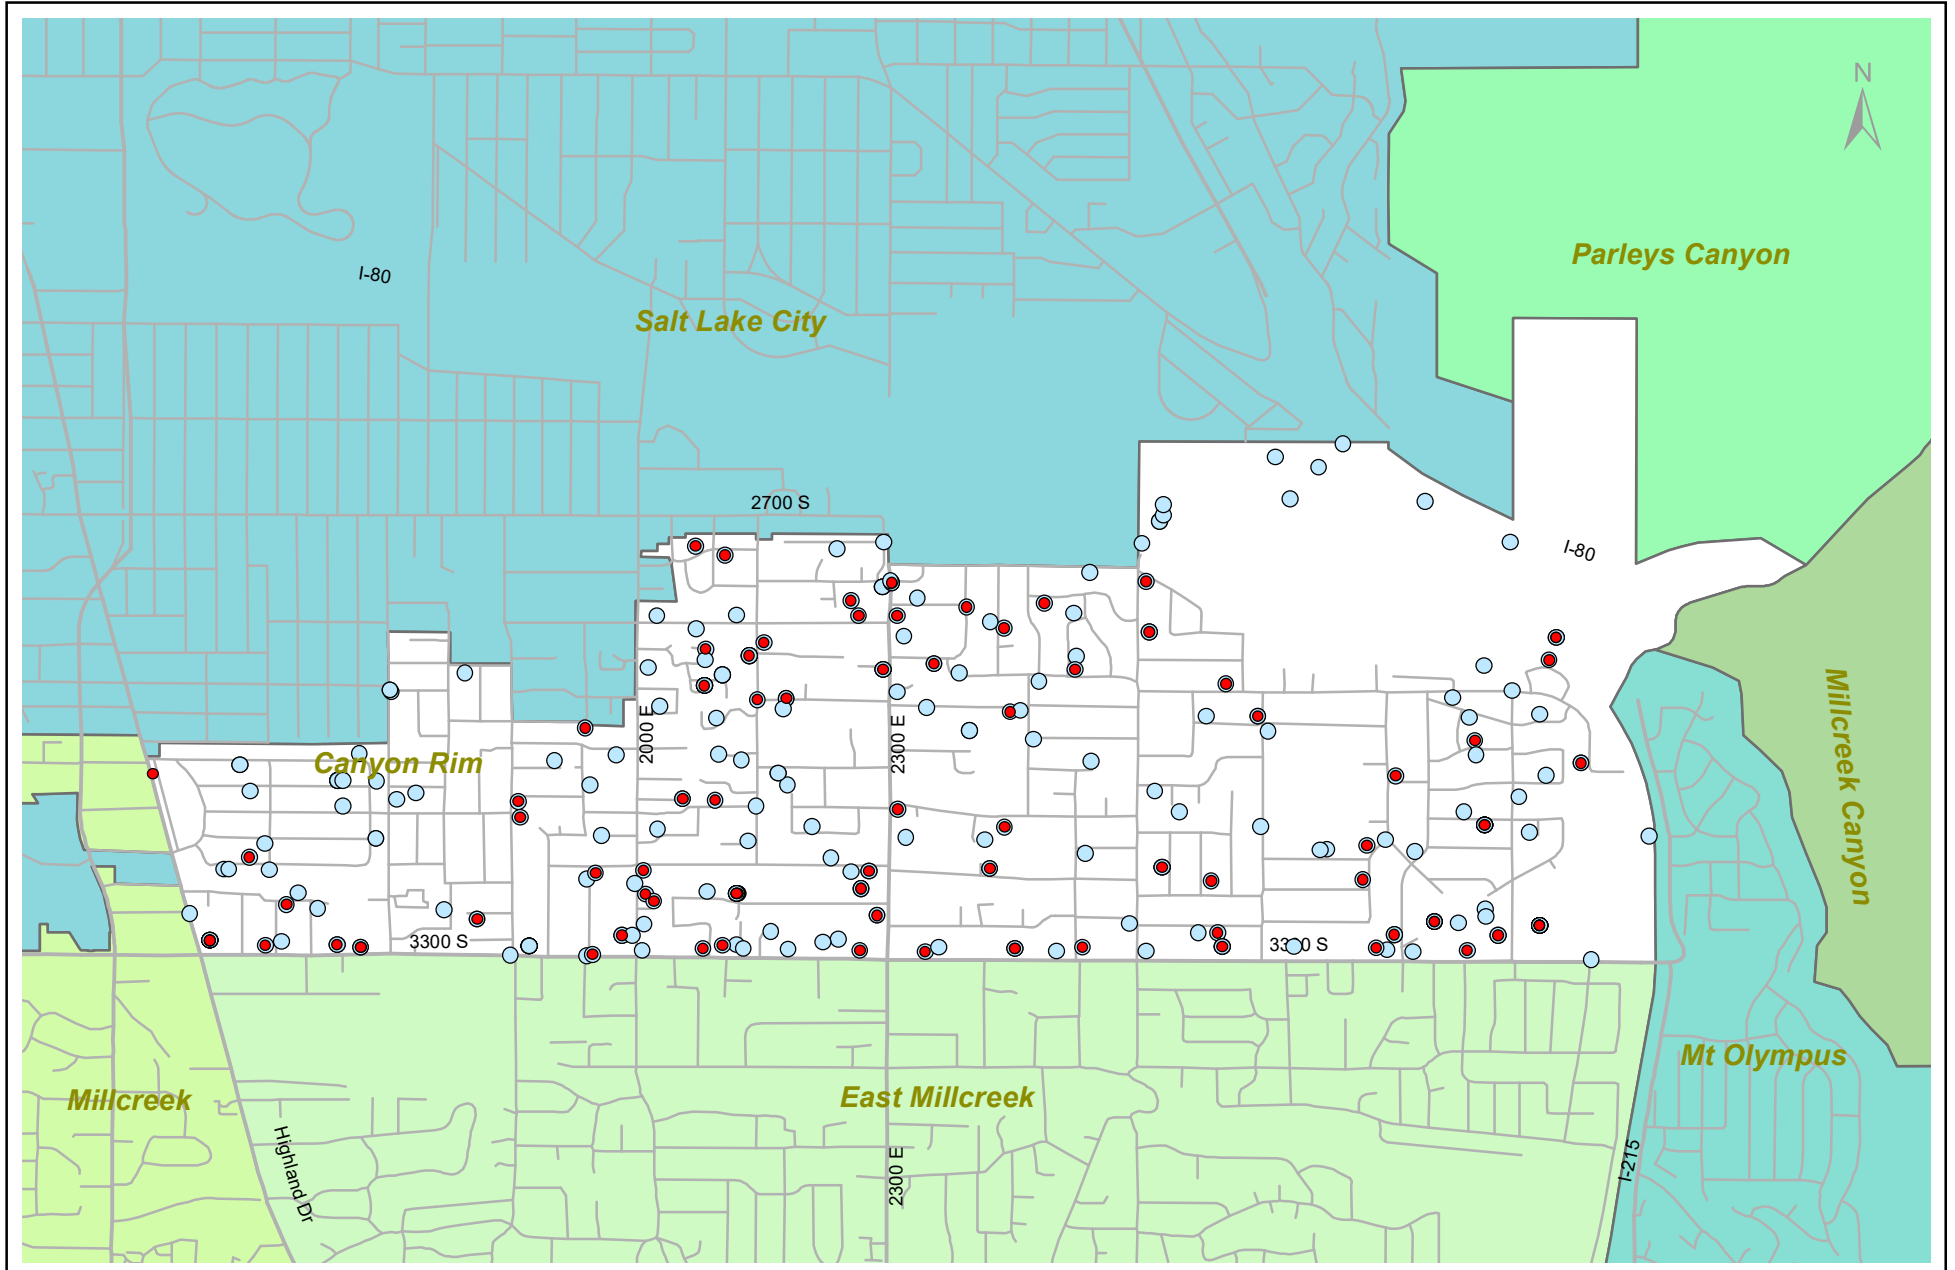 N
Parleys Canyon
I-80
Salt Lake City
2700 S
I-80
2000 E
2300 E
Canyon Rim
Millcreek Canyon
3300 S
3300 S
Mt Olympus
Millcreek
East Millcreek
Highland Dr
2300 E
I-215